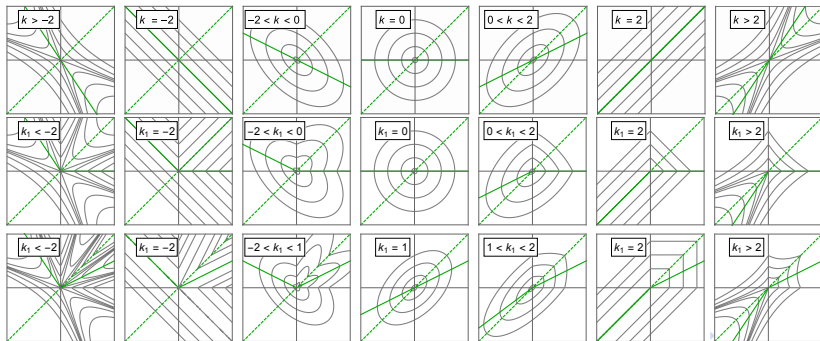 k > −2
k = −2
−2 < k < 0
k = 0
0 < k < 2
k = 2
k > 2
k₁ < −2
k₁ = −2
−2 < k₁ < 0
k₁ = 0
0 < k₁ < 2
k₁ = 2
k₁ > 2
k₁ < −2
k₁ = −2
−2 < k₁ < 1
k₁ = 1
1 < k₁ < 2
k₁ = 2
k₁ > 2